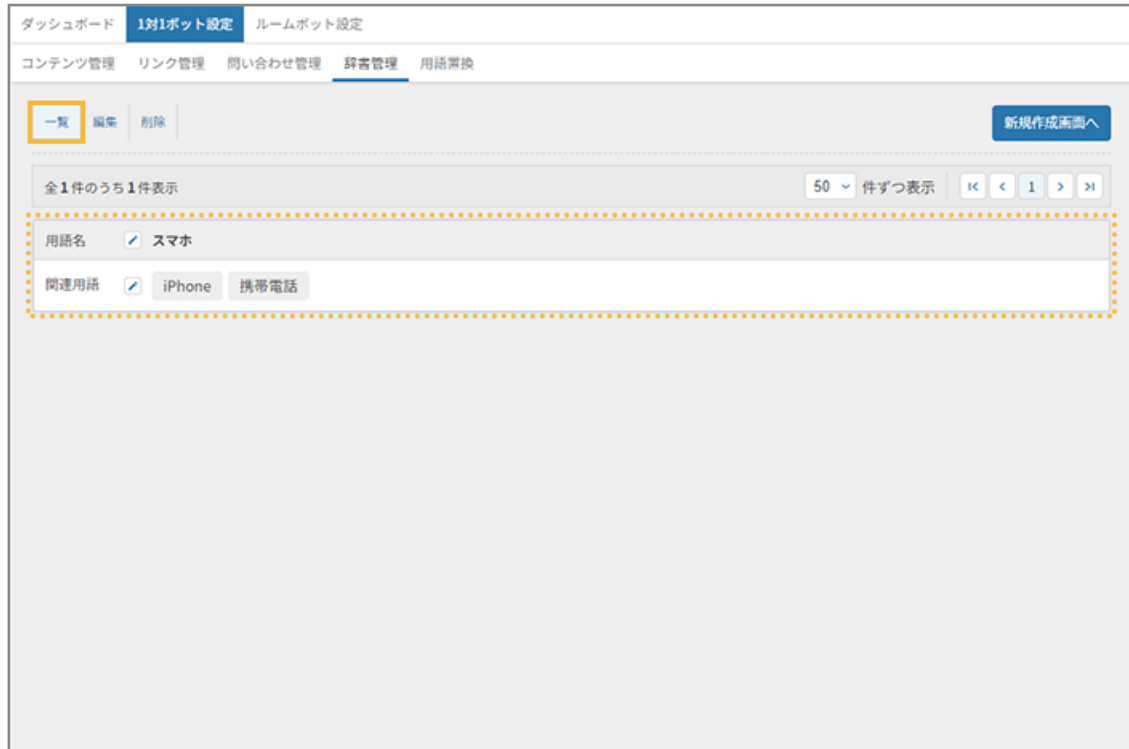 ダッシュボード 1対1ボット設定 ルームボット設定
コンテンツ管理 リンク管理 問い合わせ管理 辞書管理 用語置換
一覧 編集 削除 新規作成画面へ
全1件のうち1件表示 50 件ずつ表示 1
用語名 スマホ
関連用語 iPhone 携帯電話